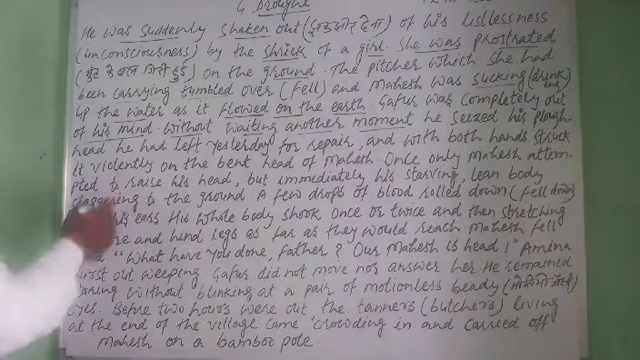 Drought
He was suddenly shaken out (झकझोर देना) of his listlessness
(unconsciousness) by the shrick of a girl. She was prostrated
(मुँह के बल गिरी हुई) on the ground. The pitcher which she had
been carrying tumbled over (fell) and Mahesh was sucking (drink
ing)
up the water as it flowed on the earth. Gafur was completely out
of his mind. Without waiting another moment he seized his plough-
head he had left yesterday for repair, and with both hands struck
it violently on the bent head of Mahesh. Once only Mahesh attem-
pted to raise his head, but immediately his starving, lean body
staggering to the ground. A few drops of blood rolled down (fell down)
his ears. His whole body shook once or twice and then stretching
and hind legs as far as they would reach. Mahesh fell
"What have you done, Father? Our Mahesh is head!" Amina
burst out weeping. Gafur did not move nor answer her. He remained
without blinking at a pair of motionless beady
eyes. Before two hours were out the tanners (butchers) living
at the end of the village came crowding in and carried off
Mahesh on a bamboo pole.